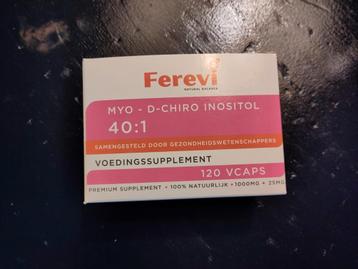 Ferevi
NATURAL BALANCE
MYO - D-CHIRO INOSITOL
40:1
SAMENGESTELD DOOR GEZONDHEIDSWETENSCHAPPERS
VOEDINGSSUPPLEMENT
120 VCAPS
PREMIUM SUPPLEMENT • 100% NATUURLIJK • 1000MG + 25MG